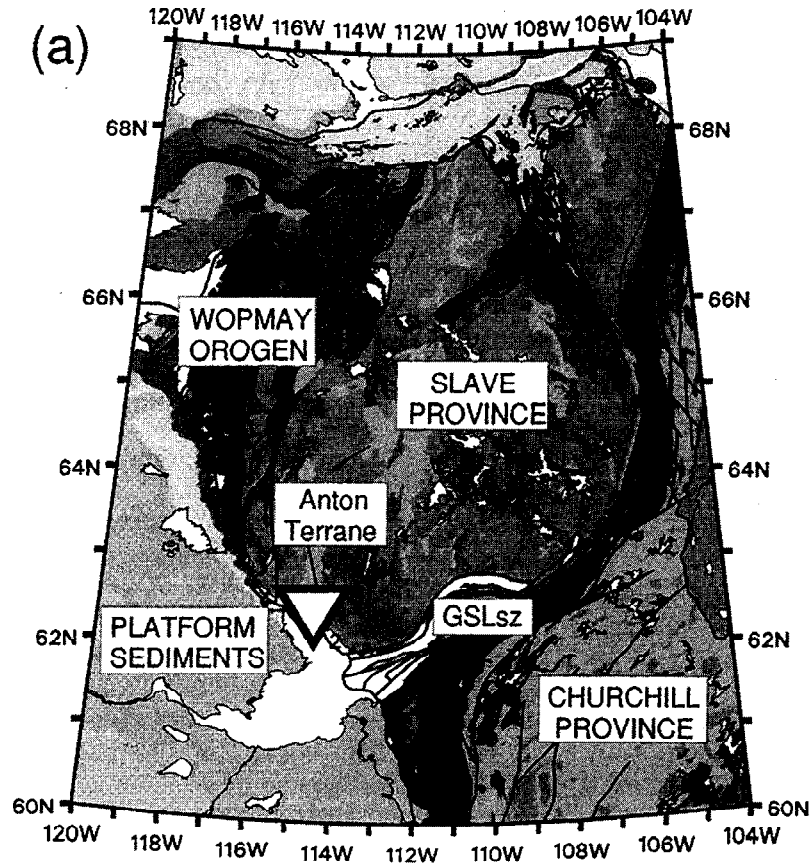 (a)
120W 118W 116W 114W 112W 110W 108W 106W 104W
68N 68N
66N 66N
WOPMAY
OROGEN
SLAVE
PROVINCE
64N 64N
Anton
Terrane
GSLsz
62N 62N
PLATFORM
SEDIMENTS
CHURCHILL
PROVINCE
60N 60N
120W 118W 116W 114W 112W 110W 108W 106W 104W